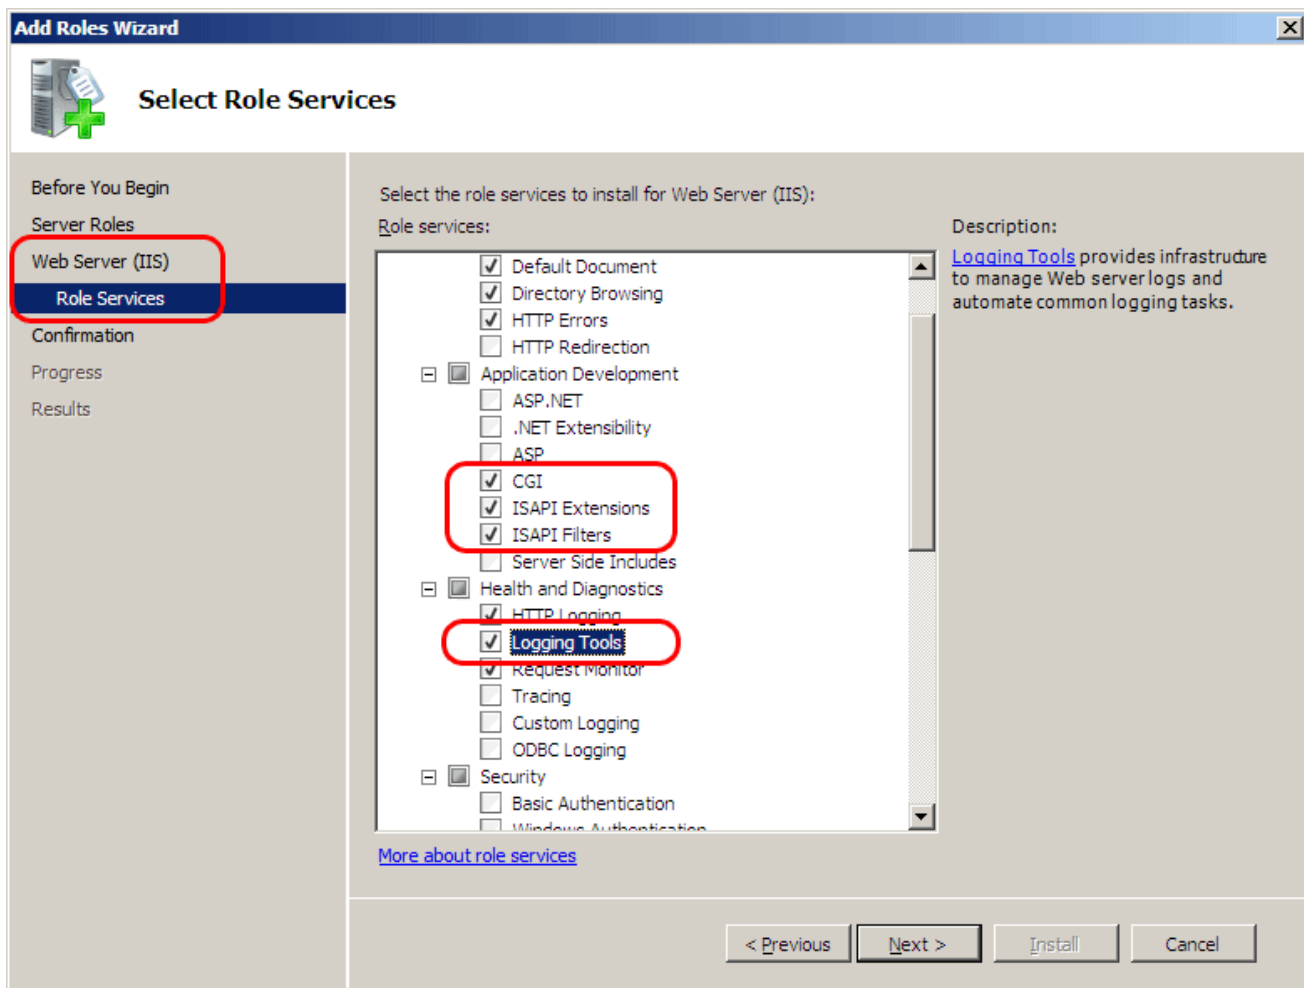 Add Roles Wizard
Select Role Services
Before You Begin
Server Roles
Web Server (IIS)
Role Services
Confirmation
Progress
Results
Select the role services to install for Web Server (IIS):
Role services:
Default Document
Directory Browsing
HTTP Errors
HTTP Redirection
Application Development
ASP.NET
.NET Extensibility
ASP
CGI
ISAPI Extensions
ISAPI Filters
Server Side Includes
Health and Diagnostics
HTTP Logging
Logging Tools
Request Monitor
Tracing
Custom Logging
ODBC Logging
Security
Basic Authentication
Windows Authentication
More about role services
Description:
Logging Tools provides infrastructure
to manage Web server logs and
automate common logging tasks.
< Previous
Next >
Install
Cancel